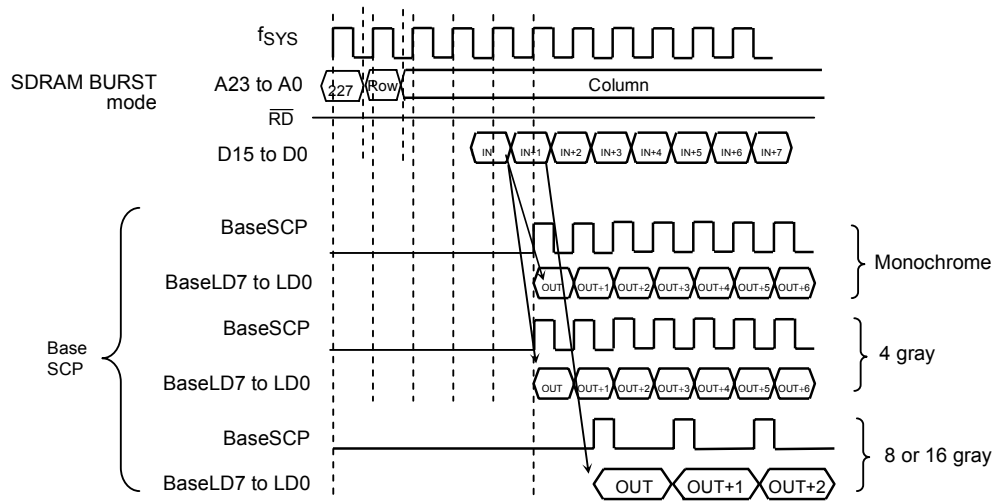 fSYS
SDRAM BURST mode
A23 to A0
227
Row
Column
RD
D15 to D0
IN
IN+1
IN+2
IN+3
IN+4
IN+5
IN+6
IN+7
BaseSCP
BaseLD7 to LD0
OUT
OUT+1
OUT+2
OUT+3
OUT+4
OUT+5
OUT+6
Monochrome
Base SCP
BaseSCP
BaseLD7 to LD0
OUT
OUT+1
OUT+2
OUT+3
OUT+4
OUT+5
OUT+6
4 gray
BaseSCP
BaseLD7 to LD0
OUT
OUT+1
OUT+2
8 or 16 gray